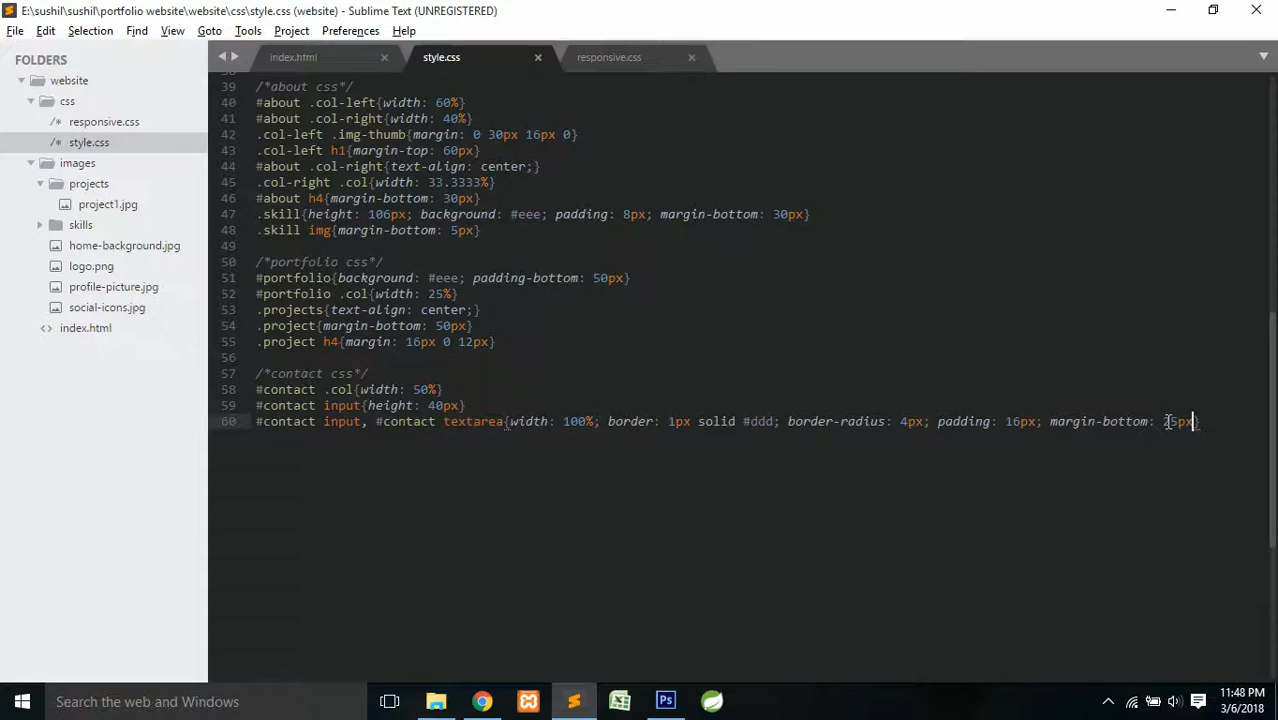 E:\sushil\sushil\portfolio website\website\css\style.css (website) - Sublime Text (UNREGISTERED)
File Edit Selection Find View Goto Tools Project Preferences Help
FOLDERS
website
css
responsive.css
style.css
images
projects
project1.jpg
skills
home-background.jpg
logo.png
profile-picture.jpg
social-icons.jpg
index.html
index.html style.css responsive.css
39 /*about css*/
40 #about .col-left{width: 60%}
41 #about .col-right{width: 40%}
42 .col-left .img-thumb{margin: 0 30px 16px 0}
43 .col-left h1{margin-top: 60px}
44 #about .col-right{text-align: center;}
45 .col-right .col{width: 33.3333%}
46 #about h4{margin-bottom: 30px}
47 .skill{height: 106px; background: #eee; padding: 8px; margin-bottom: 30px}
48 .skill img{margin-bottom: 5px}
49
50 /*portfolio css*/
51 #portfolio{background: #eee; padding-bottom: 50px}
52 #portfolio .col{width: 25%}
53 .projects{text-align: center;}
54 .project{margin-bottom: 50px}
55 .project h4{margin: 16px 0 12px}
56
57 /*contact css*/
58 #contact .col{width: 50%}
59 #contact input{height: 40px}
60 #contact input, #contact textarea{width: 100%; border: 1px solid #ddd; border-radius: 4px; padding: 16px; margin-bottom: 25px}
Search the web and Windows
11:48 PM
3/6/2018